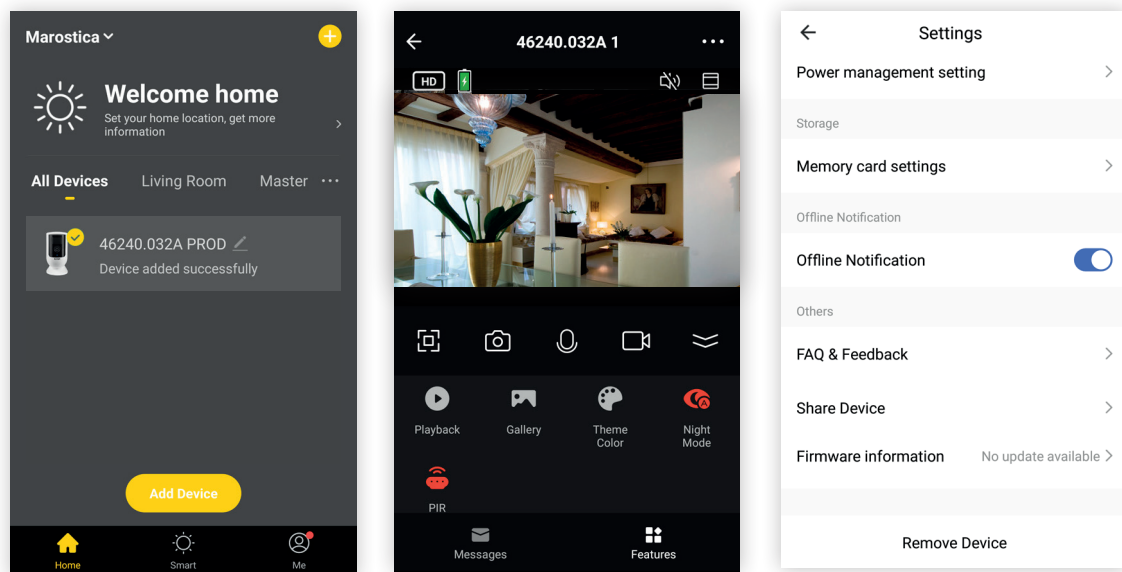 Marostica
Welcome home
Set your home location, get more
information
All Devices Living Room Master
46240.032A PROD
Device added successfully
Add Device
Home Smart Me
46240.032A 1
HD
Playback Gallery Theme
Color Night
Mode
A
PIR
Messages Features
Settings
Power management setting
Storage
Memory card settings
Offline Notification
Offline Notification
Others
FAQ & Feedback
Share Device
Firmware information No update available
Remove Device